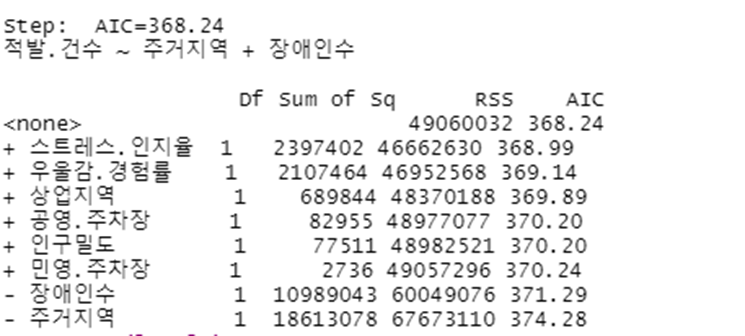 Step:  AIC=368.24
적발.건수 ~ 주거지역 + 장애인수
Df Sum of Sq      RSS    AIC
<none>                    49060032 368.24
+ 스트레스.인지율  1   2397402 46662630 368.99
+ 우울감.경험률    1   2107464 46952568 369.14
+ 상업지역         1    689844 48370188 369.89
+ 공영.주차장      1     82955 48977077 370.20
+ 인구밀도         1     77511 48982521 370.20
+ 민영.주차장      1      2736 49057296 370.24
- 장애인수         1  10989043 60049076 371.29
- 주거지역         1  18613078 67673110 374.28